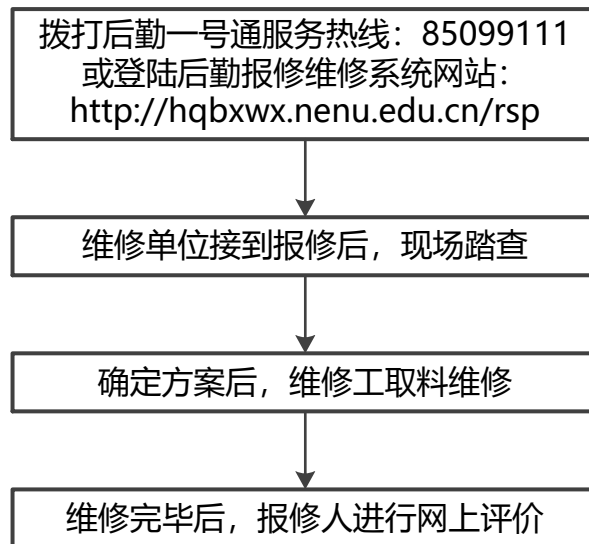 拨打后勤一号通服务热线：85099111
或登陆后勤报修维修系统网站：
http://hqbxwx.nenu.edu.cn/rsp
维修单位接到报修后，现场踏查
确定方案后，维修工取料维修
维修完毕后，报修人进行网上评价